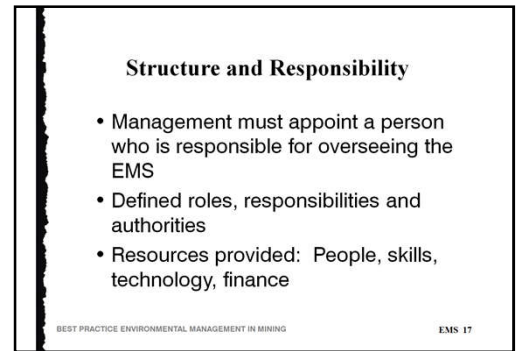 Structure and Responsibility
• Management must appoint a person
who is responsible for overseeing the
EMS
• Defined roles, responsibilities and
authorities
• Resources provided: People, skills,
technology, finance
BEST PRACTICE ENVIRONMENTAL MANAGEMENT IN MINING EMS 17